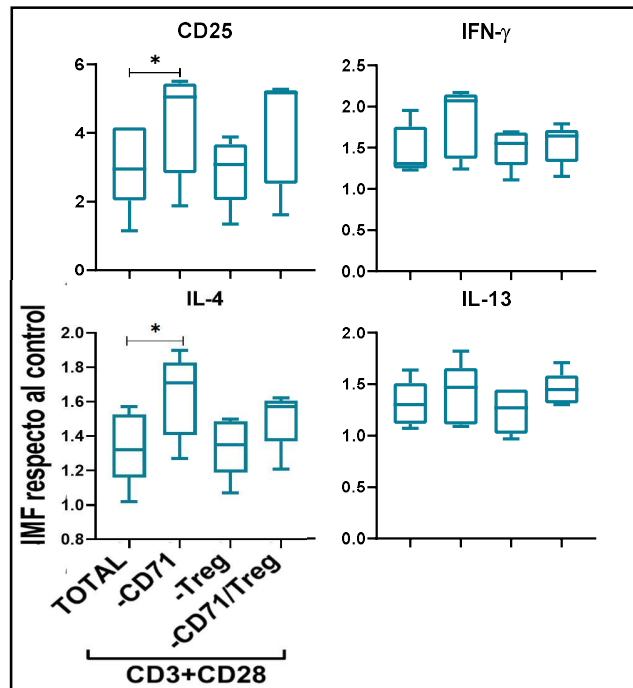 CD25
IFN-γ
*
6
4
2
0
2.5
2.0
1.5
1.0
0.5
0.0
IL-4
IL-13
*
IMF respecto al control
2.0
1.8
1.6
1.4
1.2
1.0
0.8
2.0
1.5
1.0
0.5
0.0
TOTAL
-CD71
-Treg
-CD71/Treg
CD3+CD28